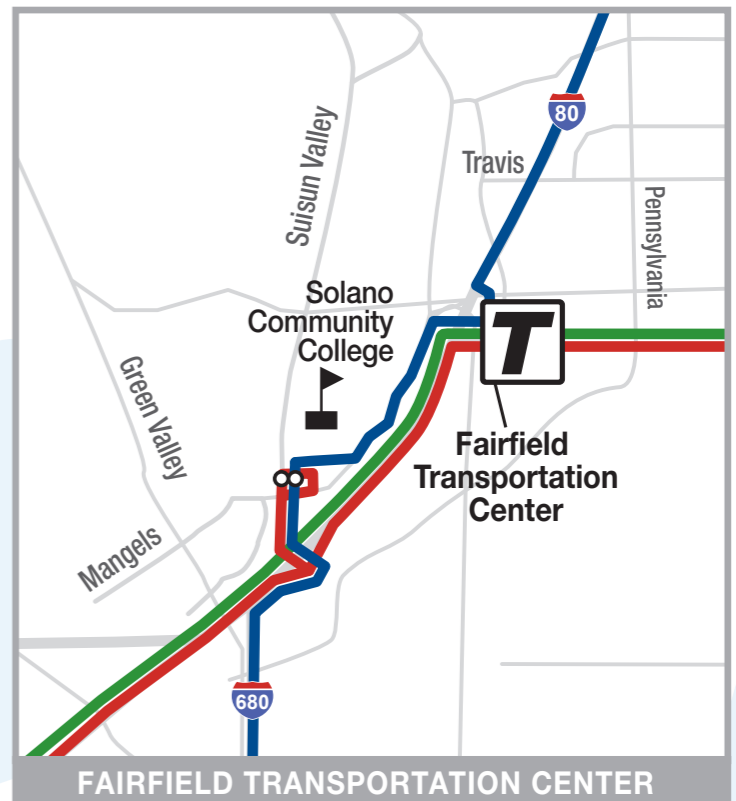 80
Travis
Suisun Valley
Pennsylvania
Solano
Community
College
T
Green Valley
Fairfield
Transportation
Center
Mangels
680
FAIRFIELD TRANSPORTATION CENTER